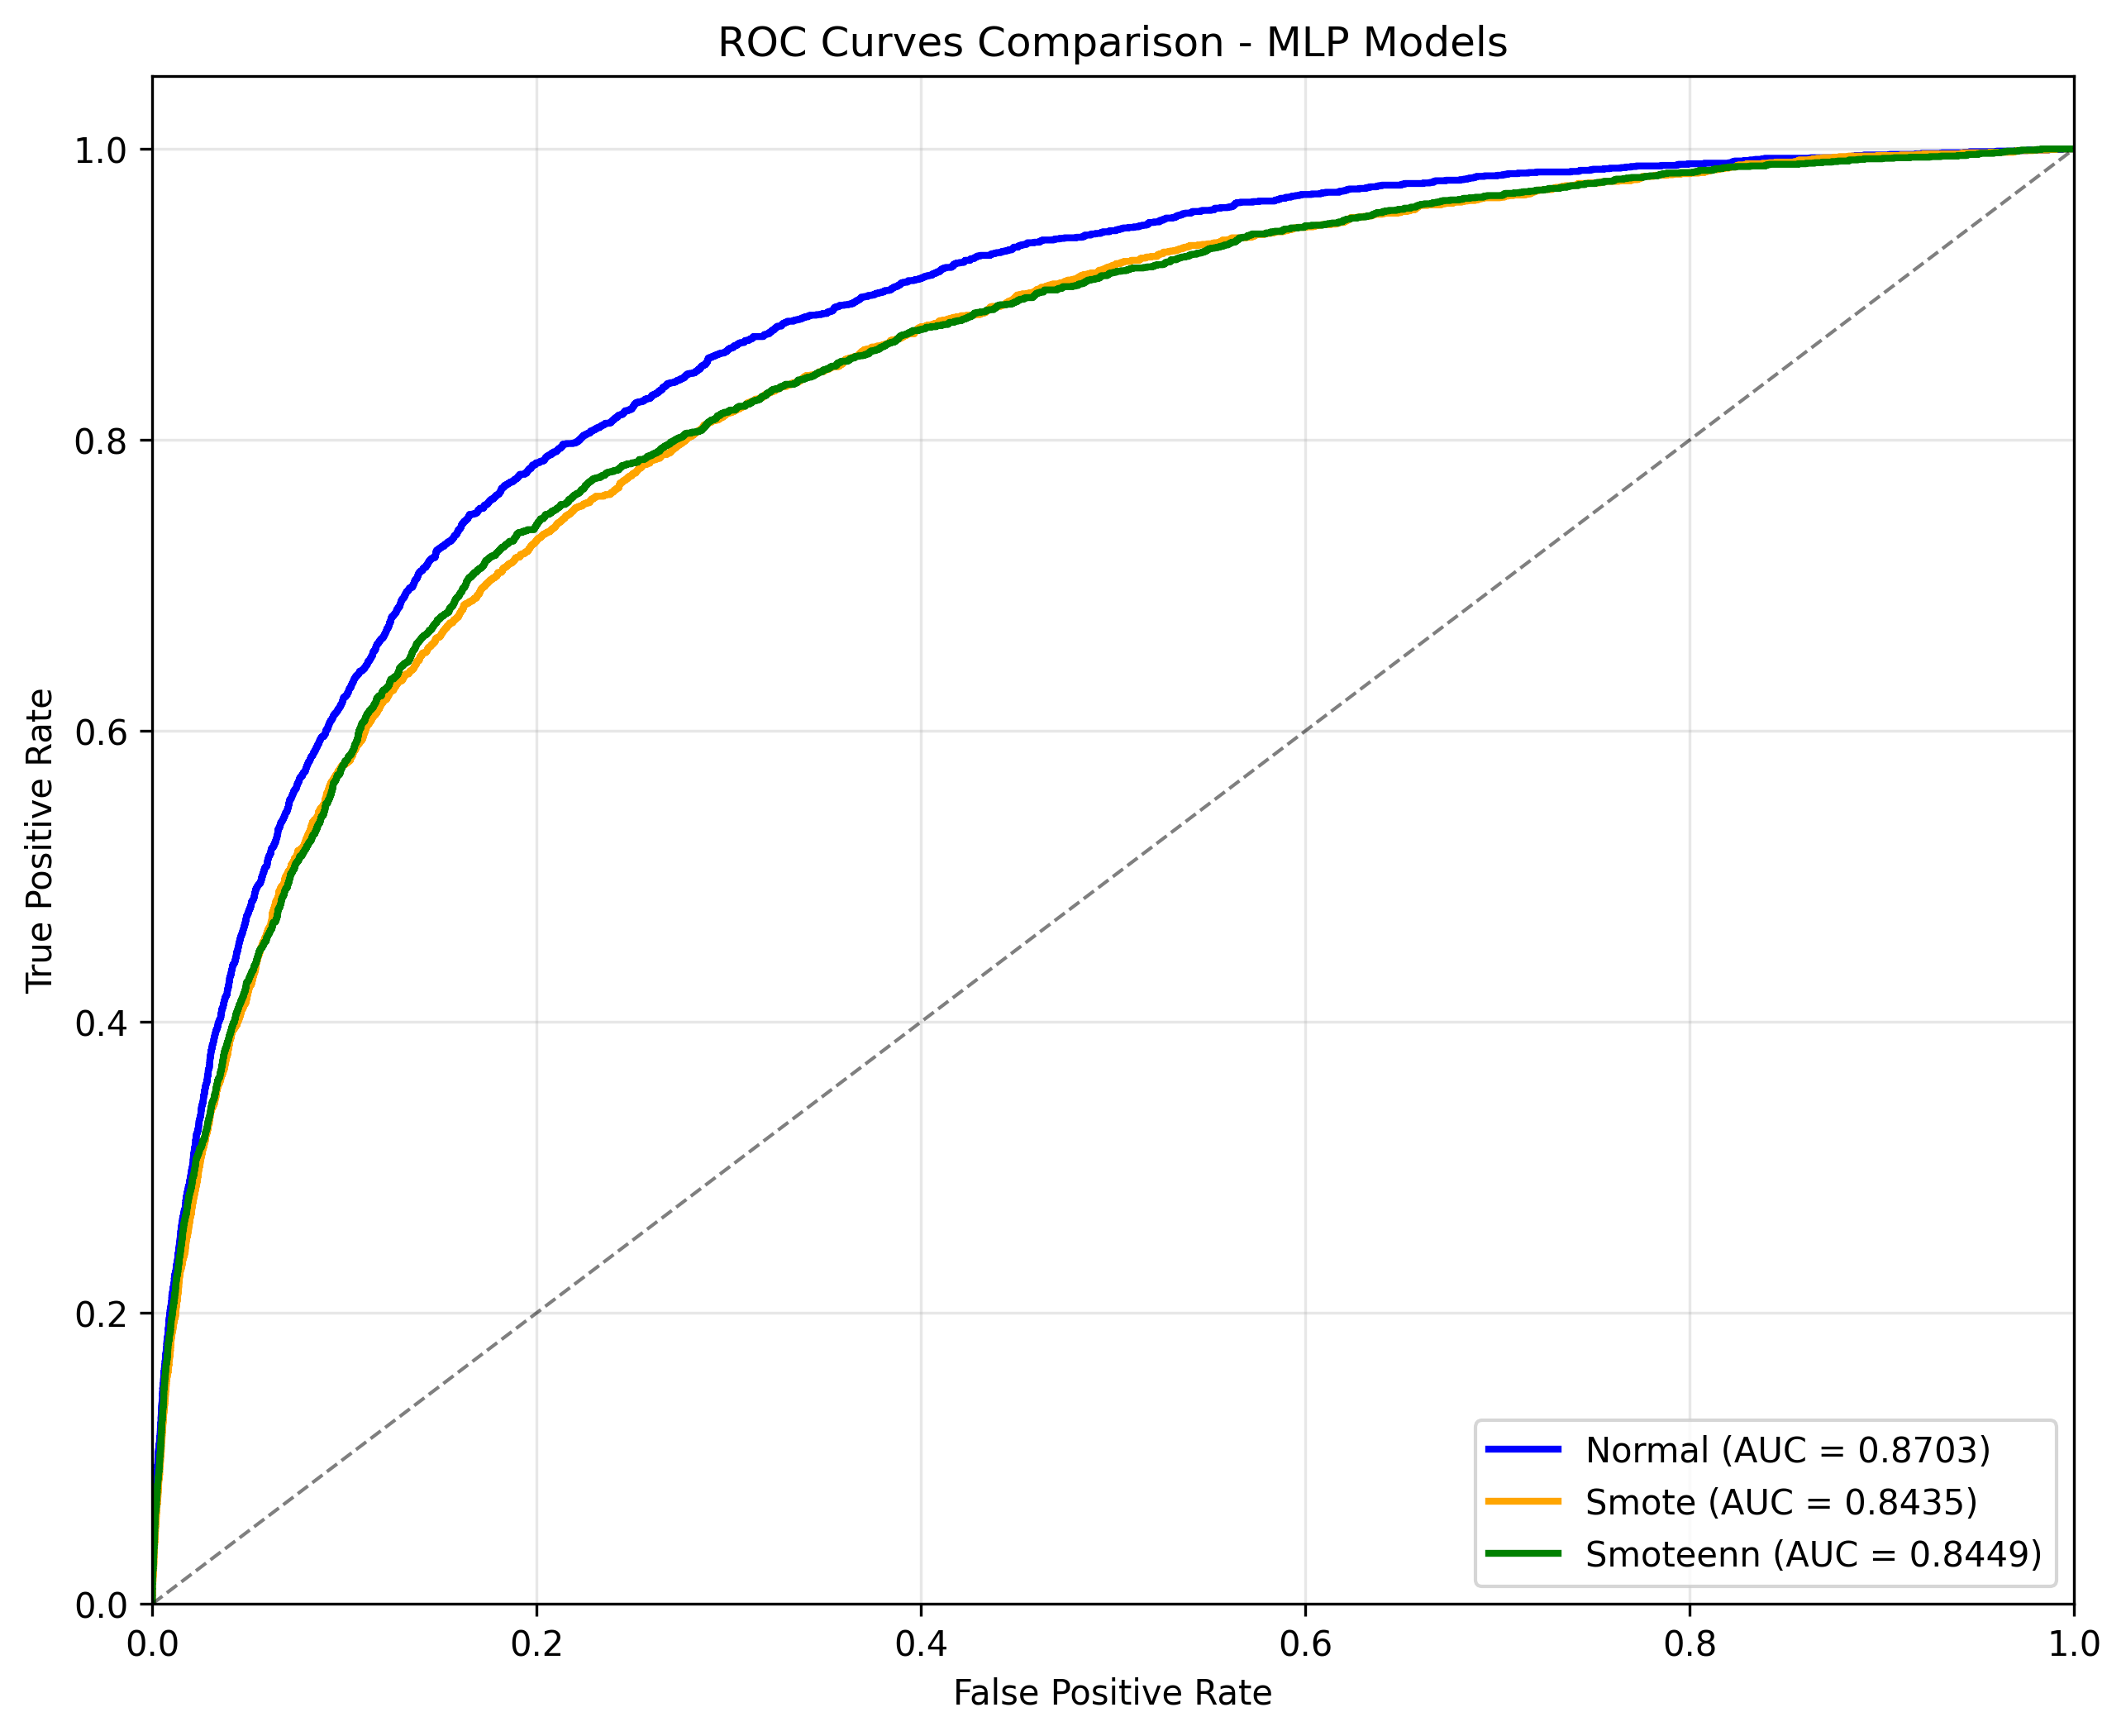 ROC Curves Comparison - MLP Models
True Positive Rate
1.0
0.8
0.6
0.4
0.2
0.0
0.0 0.2 0.4 0.6 0.8 1.0
False Positive Rate
Normal (AUC = 0.8703)
Smote (AUC = 0.8435)
Smoteenn (AUC = 0.8449)